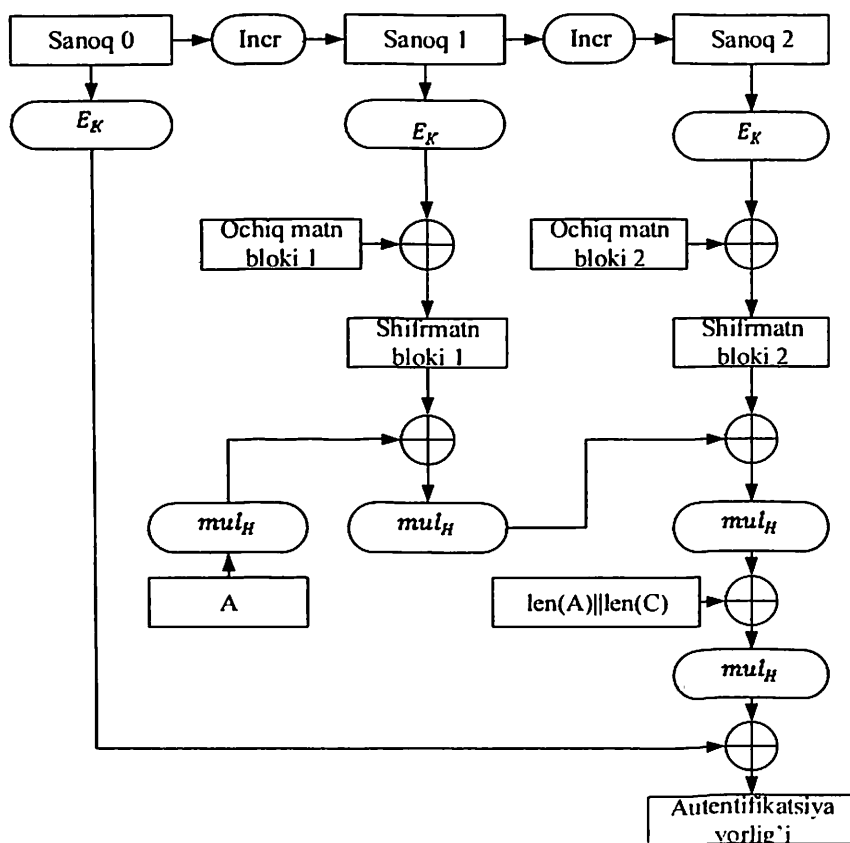 Sanoq 0
Incr
Sanoq 1
Incr
Sanoq 2
E_K
E_K
E_K
Ochiq matn
bloki 1
Ochiq matn
bloki 2
Shifrmatn
bloki 1
Shifrmatn
bloki 2
mul_H
mul_H
mul_H
A
len(A)||len(C)
mul_H
Autentifikatsiya
yorlig'i